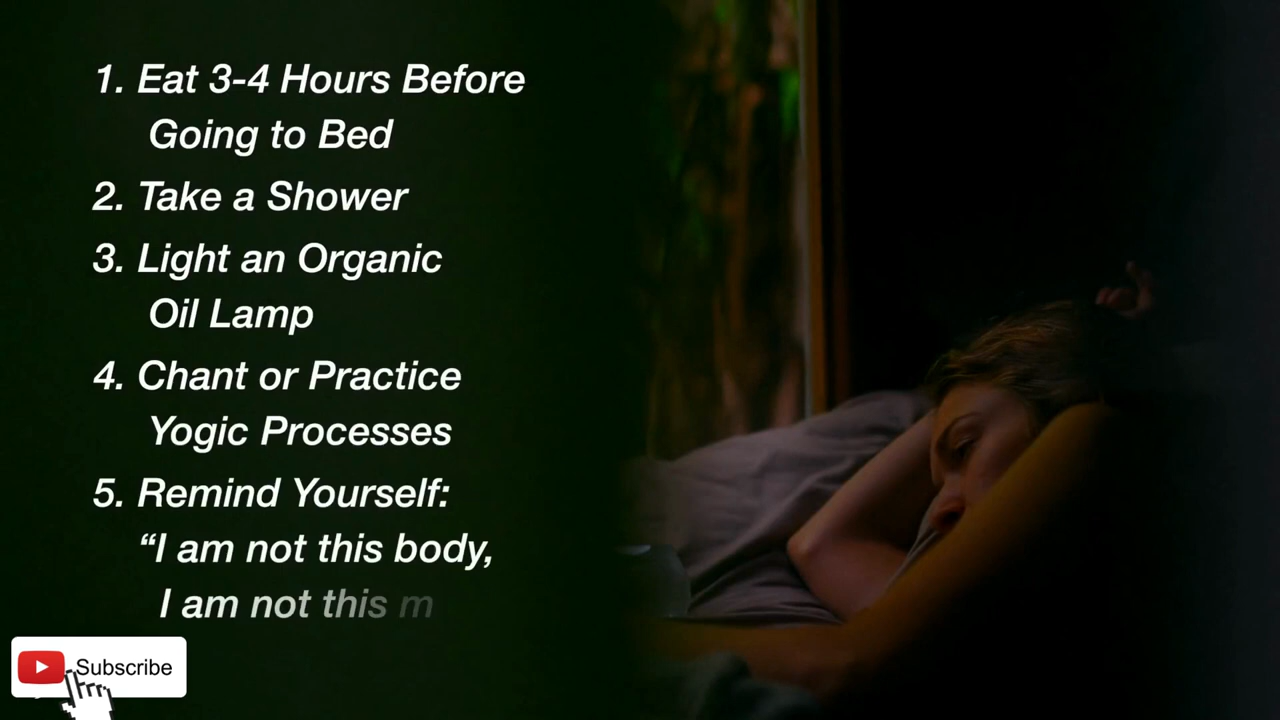 1. Eat 3-4 Hours Before
Going to Bed
2. Take a Shower
3. Light an Organic
Oil Lamp
4. Chant or Practice
Yogic Processes
5. Remind Yourself:
“I am not this body,
I am not this m
Subscribe